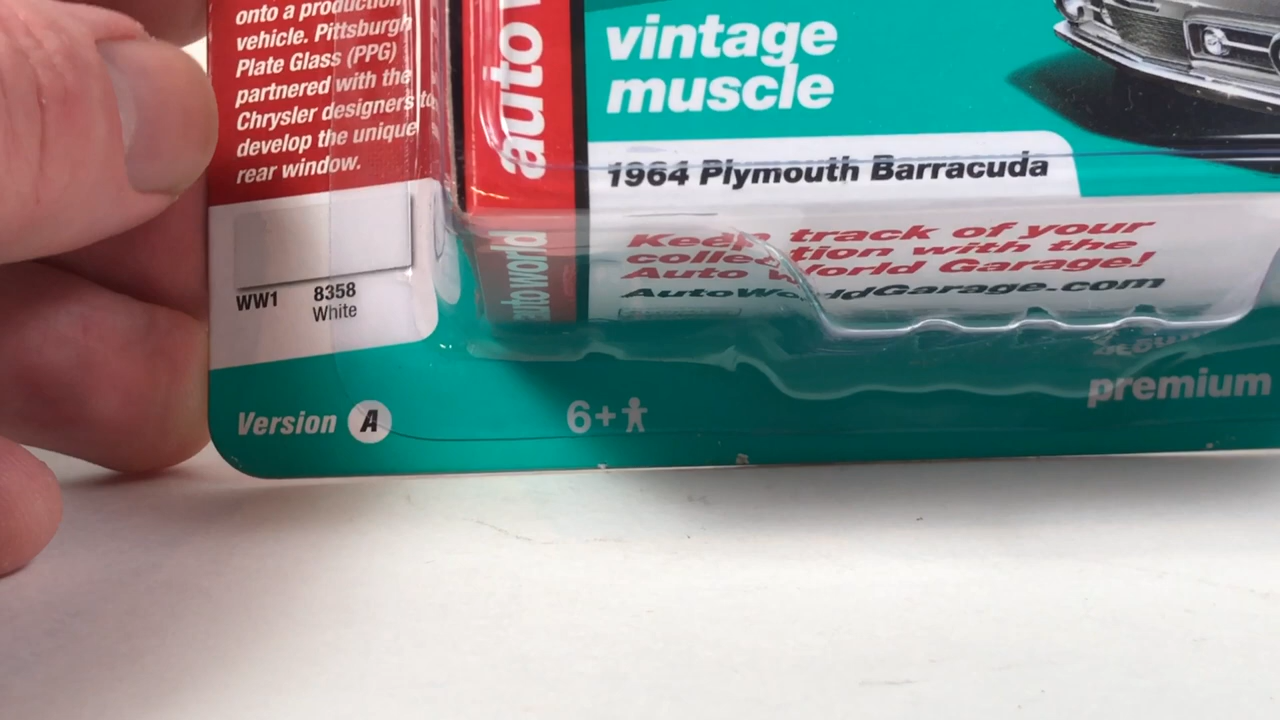 onto a production
vehicle. Pittsburgh
Plate Glass (PPG)
partnered with the
Chrysler designers to
develop the unique
rear window.
WW1 8358
White
Version A
auto
auto world
vintage
muscle
1964 Plymouth Barracuda
Keep track of your
collection with the
Auto World Garage!
AutoWorldGarage.com
6+
premium